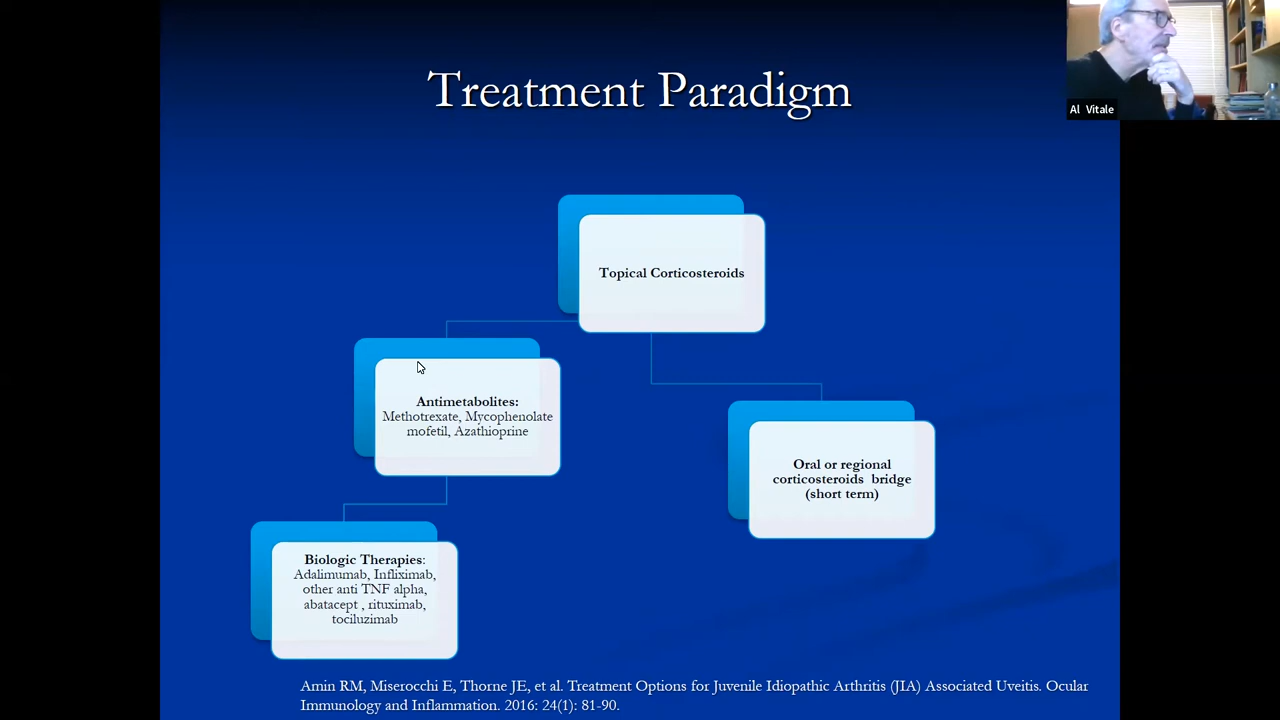 Treatment Paradigm
Al Vitale
Topical Corticosteroids
Antimetabolites:
Methotrexate, Mycophenolate
mofetil, Azathioprine
Oral or regional
corticosteroids bridge
(short term)
Biologic Therapies:
Adalimumab, Infliximab,
other anti TNF alpha,
abatacept , rituximab,
tociluzimab
Amin RM, Miserocchi E, Thorne JE, et al. Treatment Options for Juvenile Idiopathic Arthritis (JIA) Associated Uveitis. Ocular
Immunology and Inflammation. 2016: 24(1): 81-90.